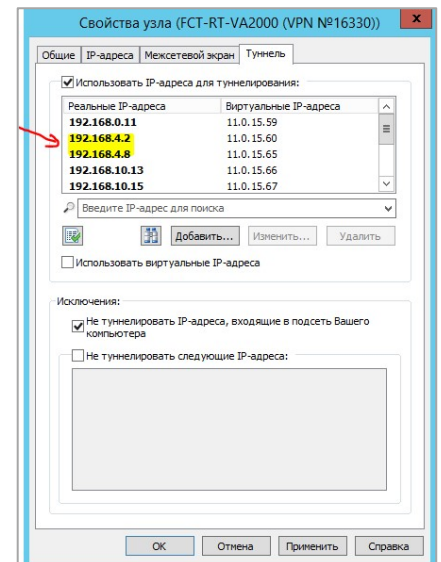 Свойства узла (FCT-RT-VA2000 (VPN №16330))
x
Общие IP-адреса Межсетевой экран Туннель
Использовать IP-адреса для туннелирования:
Реальные IP-адреса Виртуальные IP-адреса
192.168.0.11 11.0.15.59
192.168.4.2 11.0.15.60
192.168.4.8 11.0.15.65
192.168.10.13 11.0.15.66
192.168.10.15 11.0.15.67
Введите IP-адрес для поиска
Добавить... Изменить... Удалить
Использовать виртуальные IP-адреса
Исключения:
Не туннелировать IP-адреса, входящие в подсеть Вашего
компьютера
Не туннелировать следующие IP-адреса:
OK Отмена Применить Справка